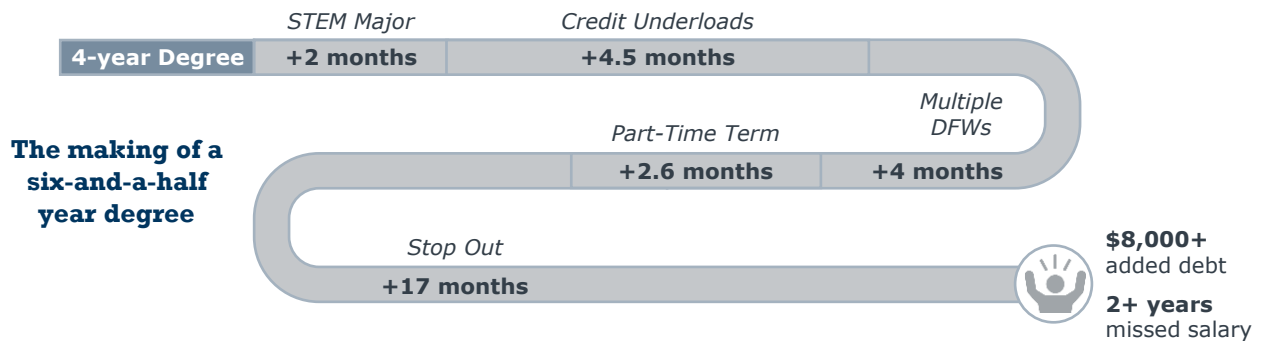 STEM Major
Credit Underloads
4-year Degree
+2 months
+4.5 months
Multiple
DFWs
Part-Time Term
+2.6 months
+4 months
The making of a
six-and-a-half
year degree
Stop Out
+17 months
$8,000+
added debt
2+ years
missed salary